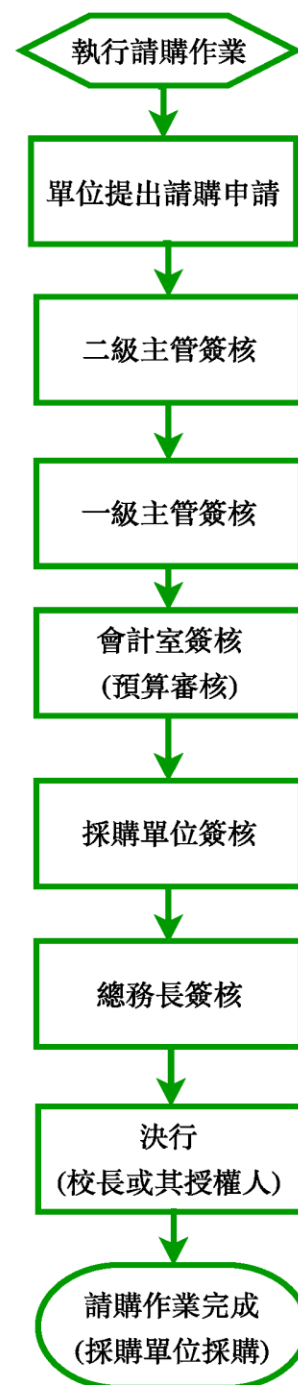 執行請購作業
單位提出請購申請
二級主管簽核
一級主管簽核
會計室簽核
(預算審核)
採購單位簽核
總務長簽核
決行
(校長或其授權人)
請購作業完成
(採購單位採購)